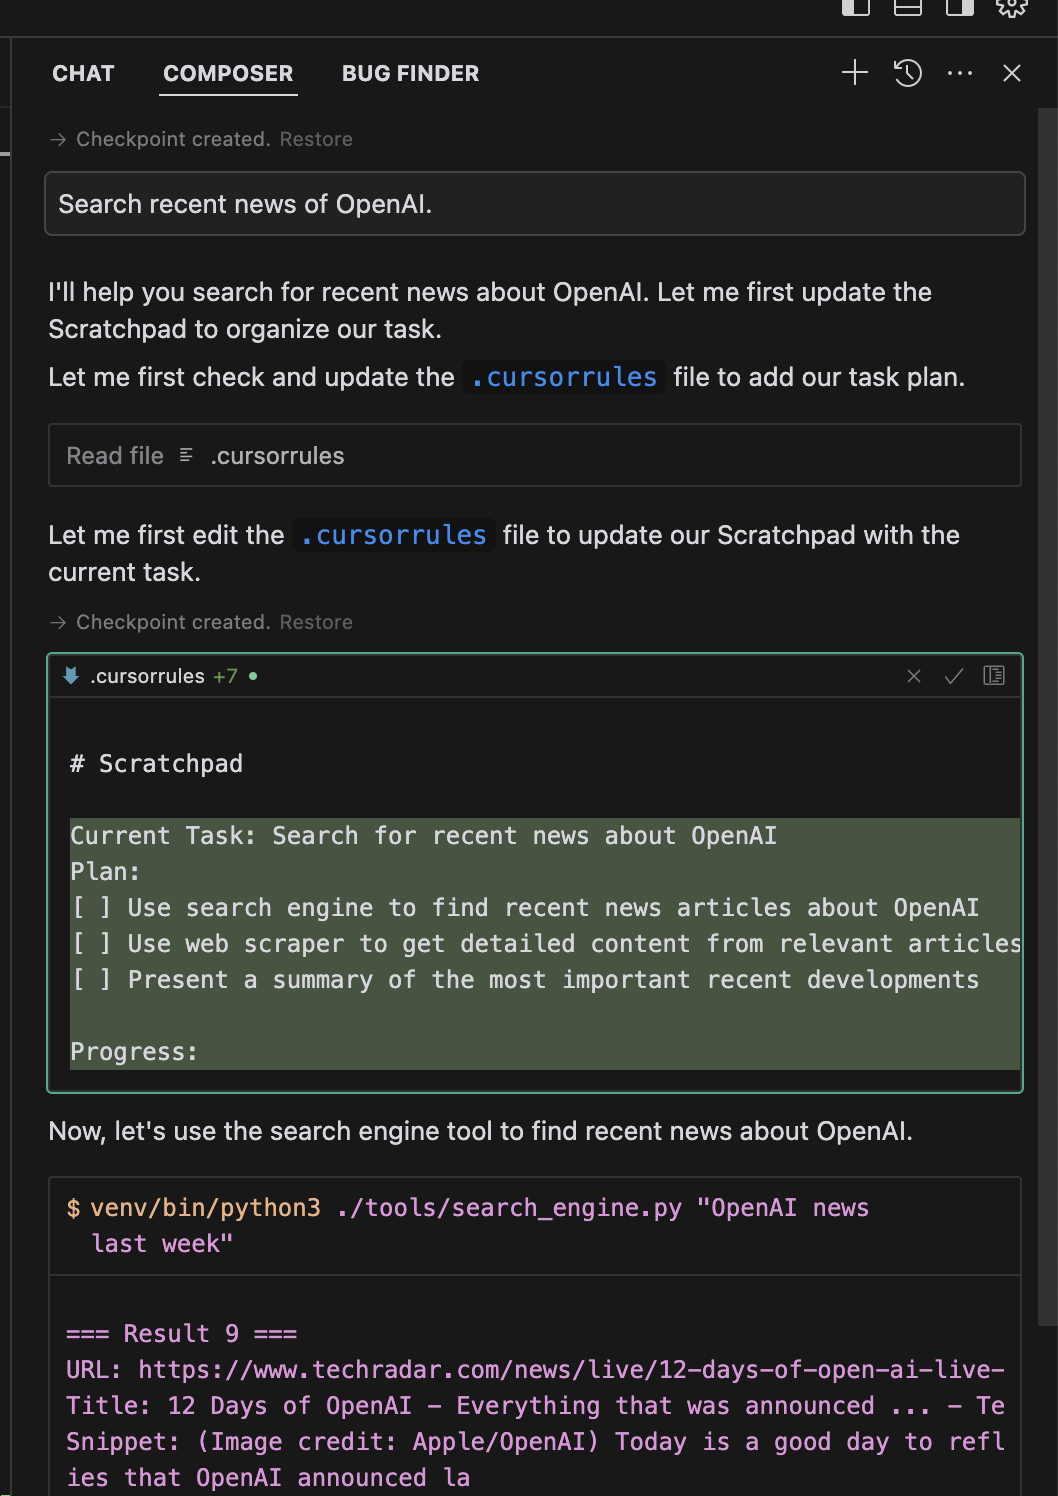 CHAT COMPOSER BUG FINDER
→ Checkpoint created. Restore
Search recent news of OpenAI.
I'll help you search for recent news about OpenAI. Let me first update the
Scratchpad to organize our task.
Let me first check and update the .cursorrules file to add our task plan.
Read file .cursorrules
Let me first edit the .cursorrules file to update our Scratchpad with the
current task.
→ Checkpoint created. Restore
.cursorrules +7
# Scratchpad
Current Task: Search for recent news about OpenAI
Plan:
[ ] Use search engine to find recent news articles about OpenAI
[ ] Use web scraper to get detailed content from relevant articles
[ ] Present a summary of the most important recent developments
Progress:
Now, let's use the search engine tool to find recent news about OpenAI.
$ venv/bin/python3 ./tools/search_engine.py "OpenAI news
last week"
=== Result 9 ===
URL: https://www.techradar.com/news/live/12-days-of-open-ai-live-
Title: 12 Days of OpenAI – Everything that was announced ... - Te
Snippet: (Image credit: Apple/OpenAI) Today is a good day to refl
ies that OpenAI announced la